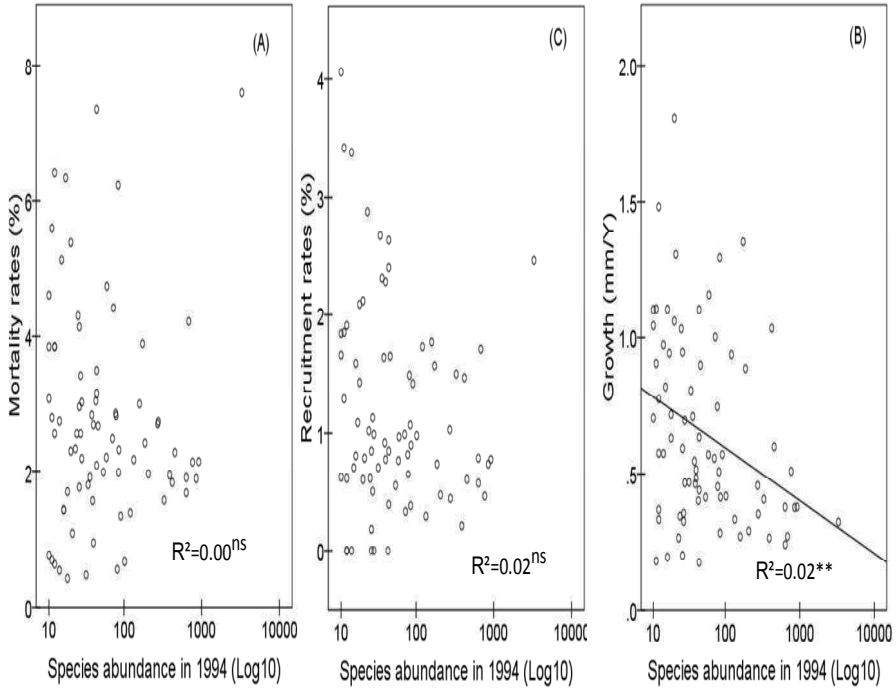 (A)
8
6
4
2
0
Mortality rates (%)
R²=0.00ns
10 100 1000 10000
Species abundance in 1994 (Log10)
(C)
4
3
2
1
0
Recruitment rates (%)
R²=0.02ns
10 100 1000 10000
Species abundance in 1994 (Log10)
(B)
2.0
1.5
1.0
.5
.0
Growth (mm/Y)
R²=0.02**
10 100 1000 10000
Species abundance in 1994 (Log10)